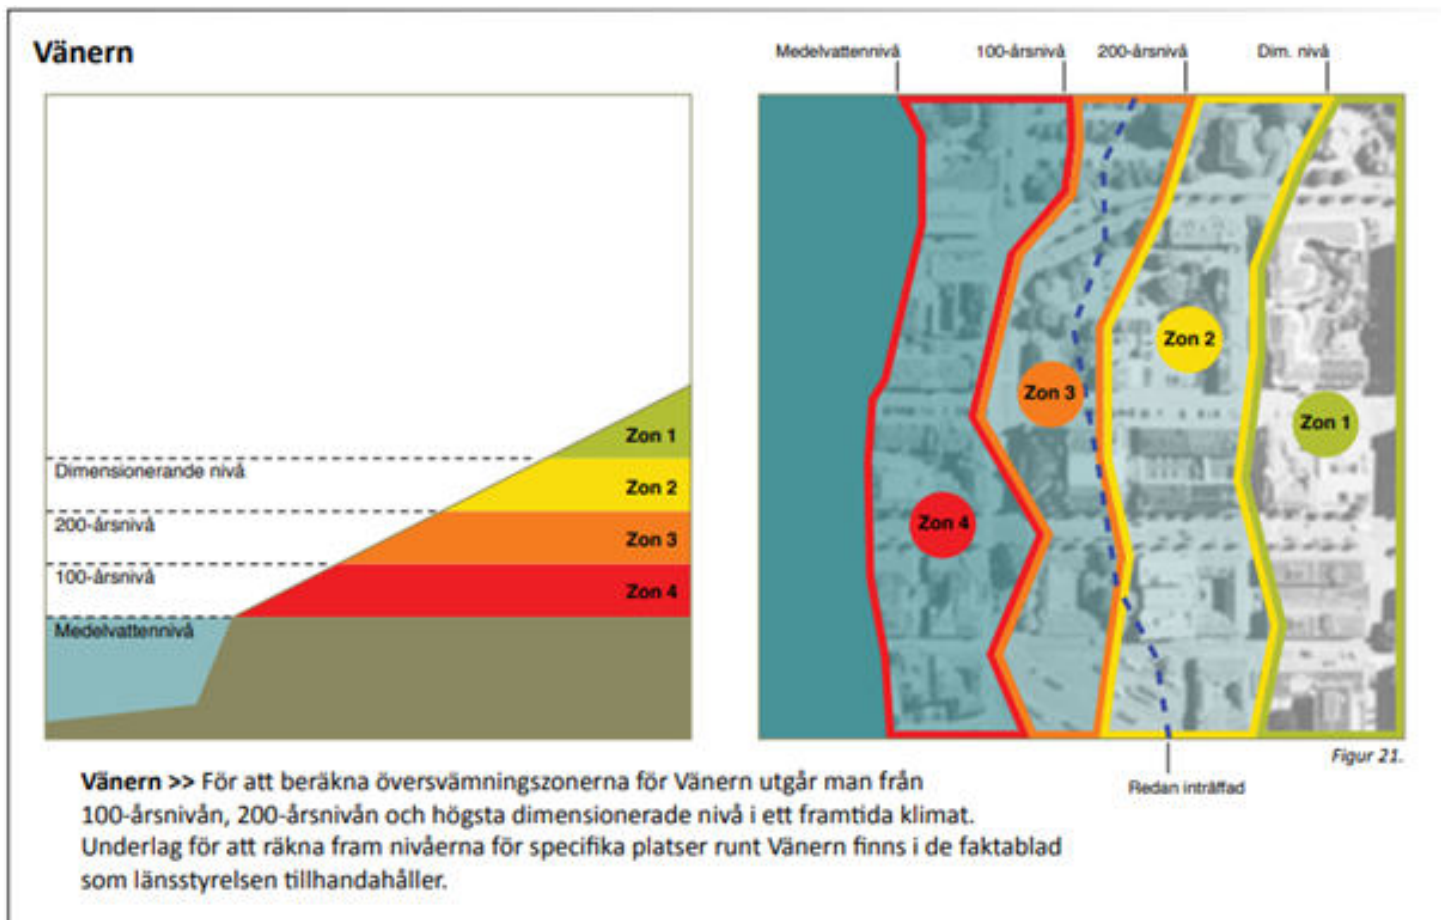 Vänern
Dimensionerande nivå
200-årsnivå
100-årsnivå
Medelvattennivå
Zon 1
Zon 2
Zon 3
Zon 4
Medelvattennivå
100-årsnivå
200-årsnivå
Dim. nivå
Zon 2
Zon 3
Zon 1
Zon 4
Figur 21.
Redan inträffad
Vänern >> För att beräkna översvämningszonerna för Vänern utgår man från
100-årsnivån, 200-årsnivån och högsta dimensionerade nivå i ett framtida klimat.
Underlag för att räkna fram nivåerna för specifika platser runt Vänern finns i de faktablad
som länsstyrelsen tillhandahåller.